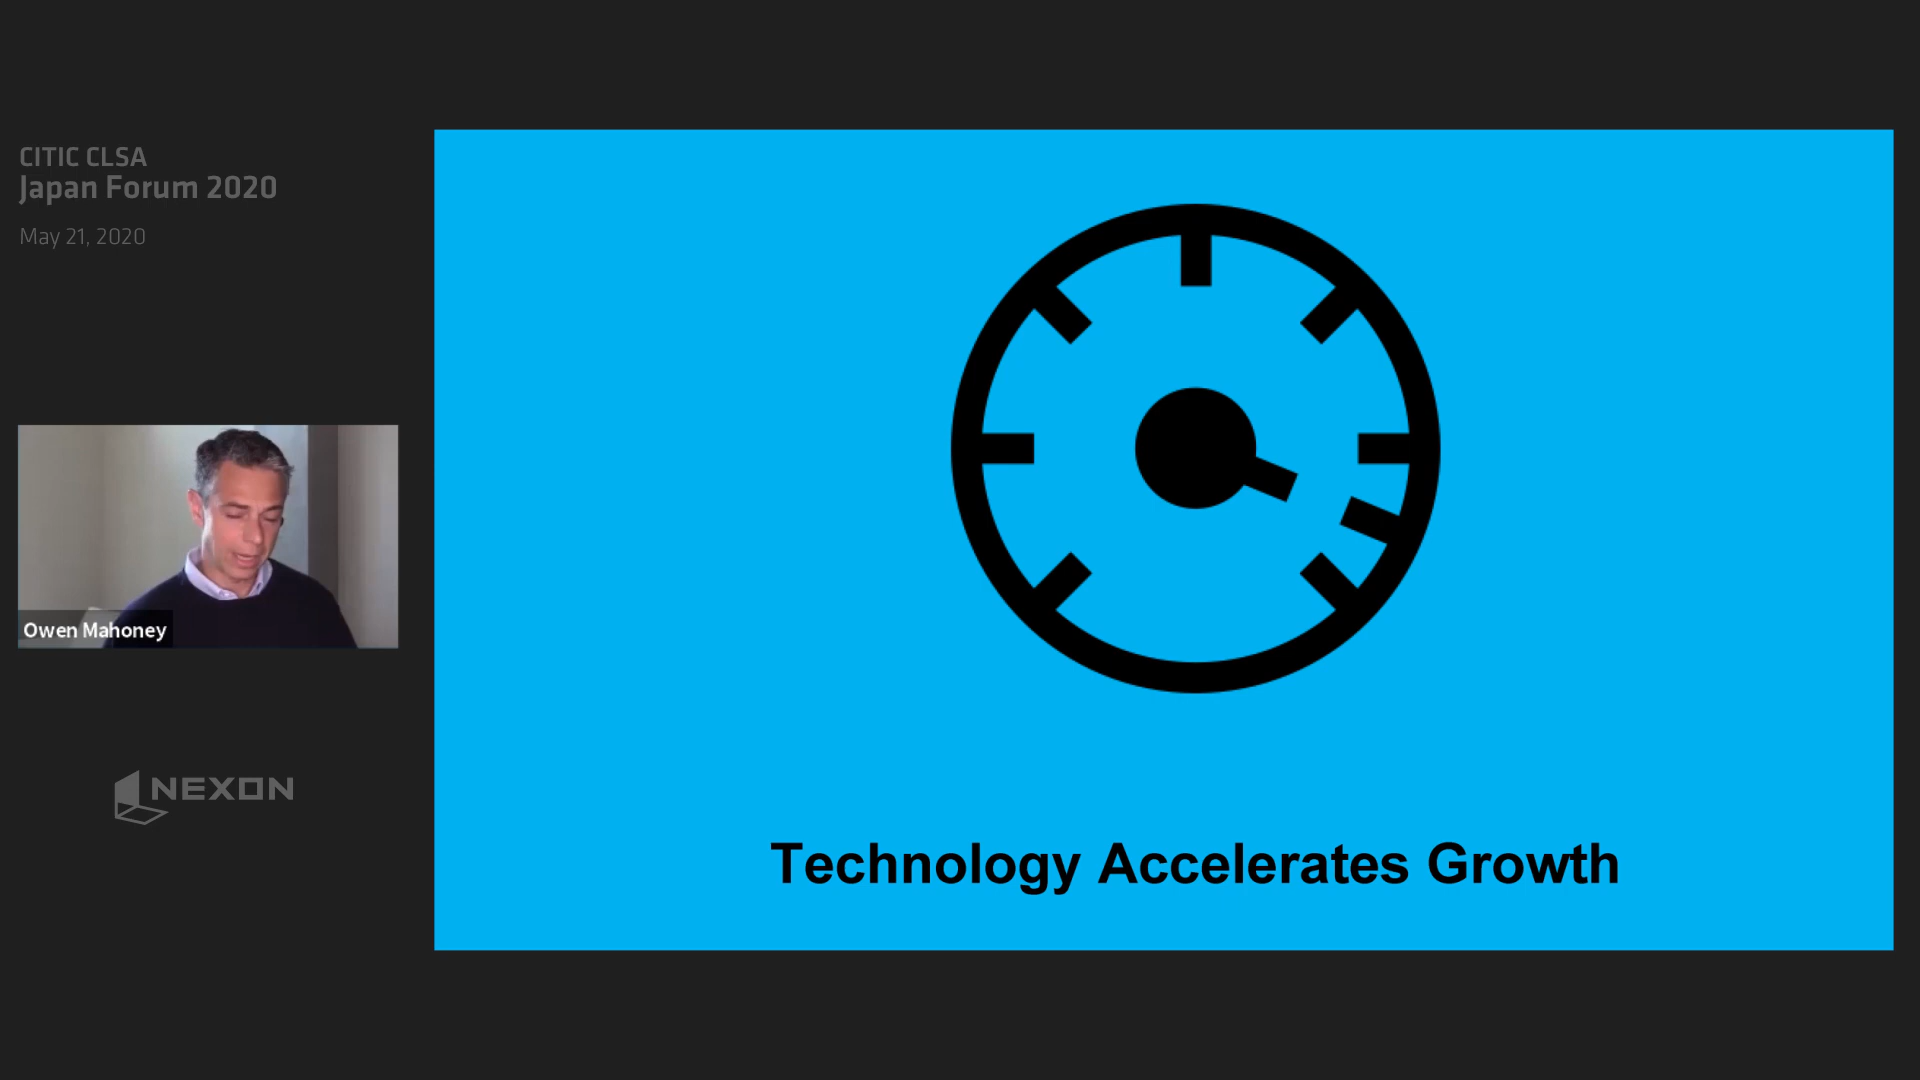 CITIC CLSA
Japan Forum 2020
May 21, 2020
Owen Mahoney
NEXON
Technology Accelerates Growth